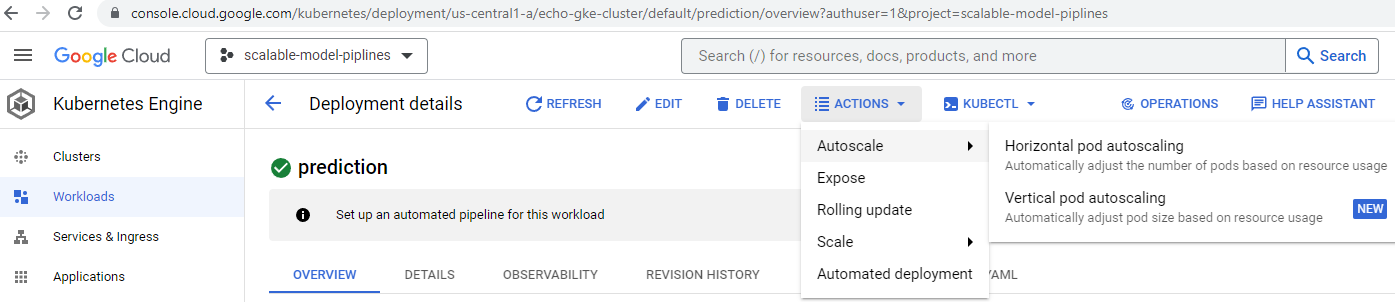 console.cloud.google.com/kubernetes/deployment/us-central1-a/echo-gke-cluster/default/prediction/overview?authuser=1&project=scalable-model-piplines
Google Cloud
scalable-model-piplines
Search (/) for resources, docs, products, and more
Search
Kubernetes Engine
Deployment details
REFRESH
EDIT
DELETE
ACTIONS
KUBECTL
OPERATIONS
HELP ASSISTANT
Clusters
Workloads
Services & Ingress
Applications
prediction
Set up an automated pipeline for this workload
OVERVIEW
DETAILS
OBSERVABILITY
REVISION HISTORY
YAML
Autoscale
Expose
Rolling update
Scale
Automated deployment
Horizontal pod autoscaling
Automatically adjust the number of pods based on resource usage
Vertical pod autoscaling
Automatically adjust pod size based on resource usage
NEW